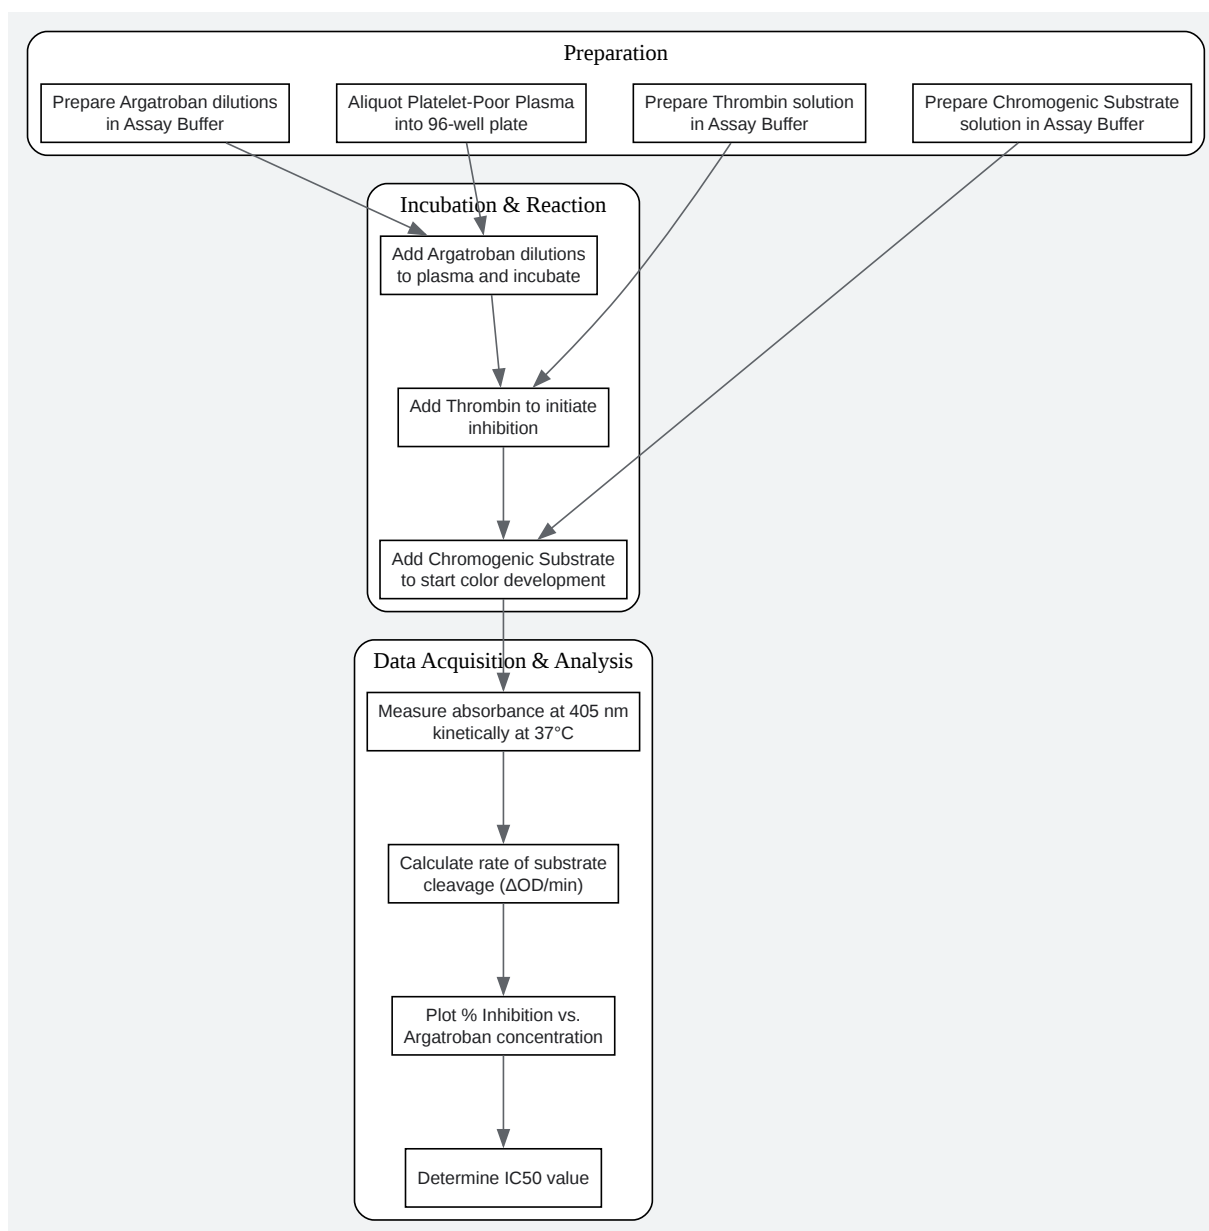 Preparation
Prepare Argatroban dilutions
in Assay Buffer
Aliquot Platelet-Poor Plasma
into 96-well plate
Prepare Thrombin solution
in Assay Buffer
Prepare Chromogenic Substrate
solution in Assay Buffer
Incubation & Reaction
Add Argatroban dilutions
to plasma and incubate
Add Thrombin to initiate
inhibition
Add Chromogenic Substrate
to start color development
Data Acquisition & Analysis
Measure absorbance at 405 nm
kinetically at 37°C
Calculate rate of substrate
cleavage (ΔOD/min)
Plot % Inhibition vs.
Argatroban concentration
Determine IC50 value